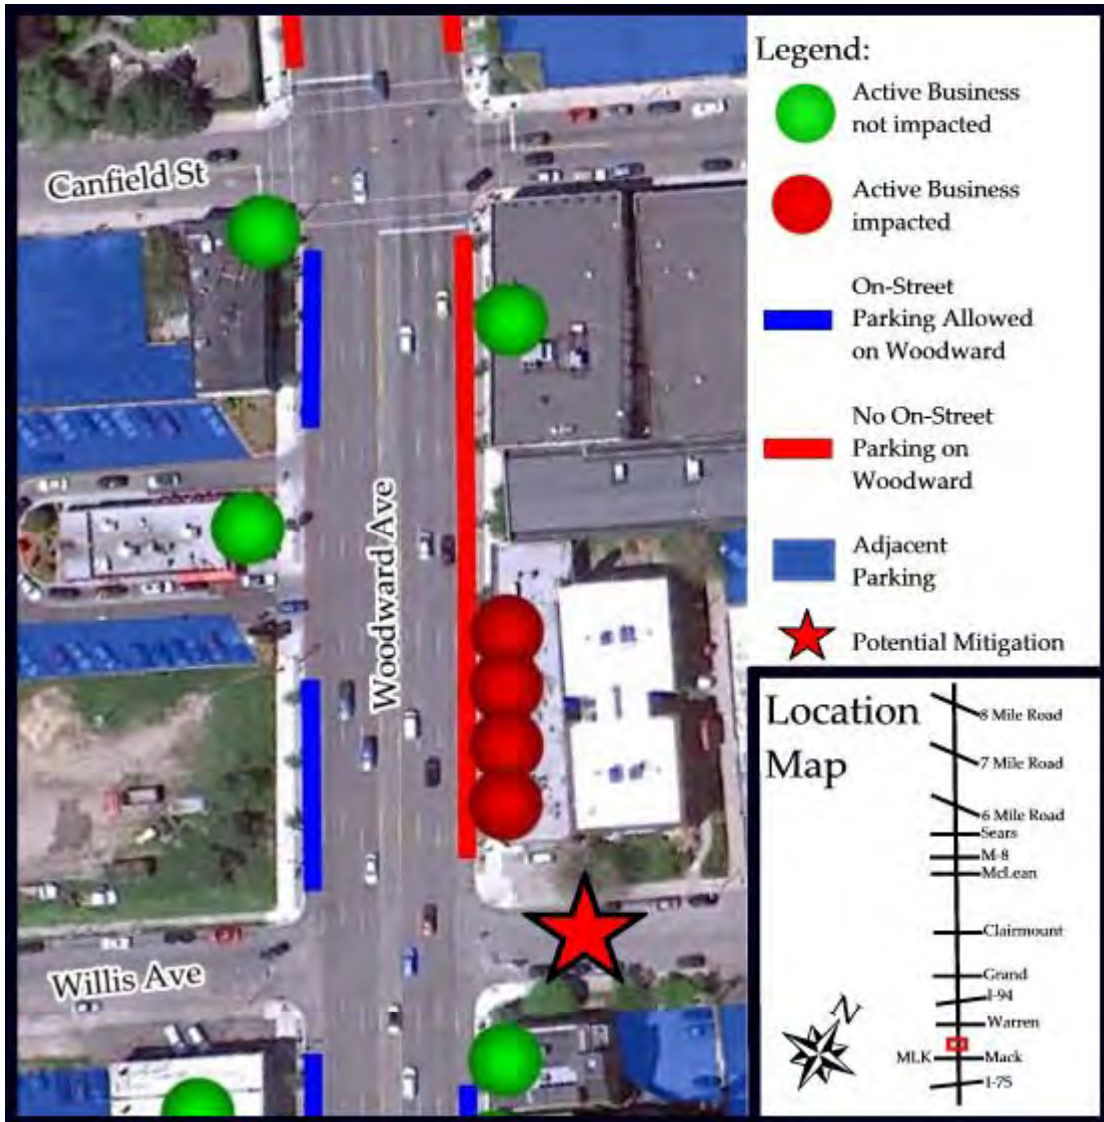 Canfield St
Woodward Ave
Willis Ave
Legend:
Active Business
not impacted
Active Business
impacted
On-Street
Parking Allowed
on Woodward
No On-Street
Parking on
Woodward
Adjacent
Parking
Potential Mitigation
Location
Map
8 Mile Road
7 Mile Road
6 Mile Road
Sears
M-8
McLean
Clairmount
Grand
I-94
Warren
MLK
Mack
I-75
N